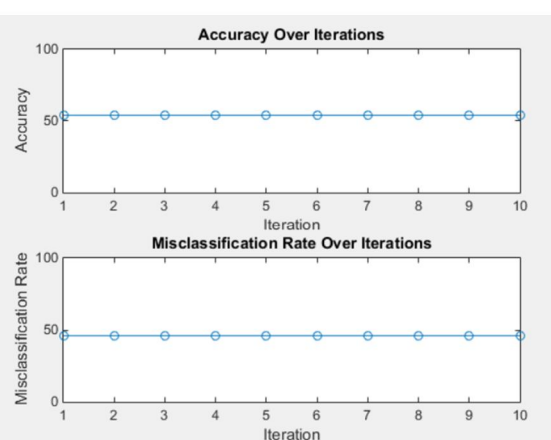 Accuracy Over Iterations
100
50
0
Accuracy
1 2 3 4 5 6 7 8 9 10
Iteration
Misclassification Rate Over Iterations
100
50
0
Misclassification Rate
1 2 3 4 5 6 7 8 9 10
Iteration